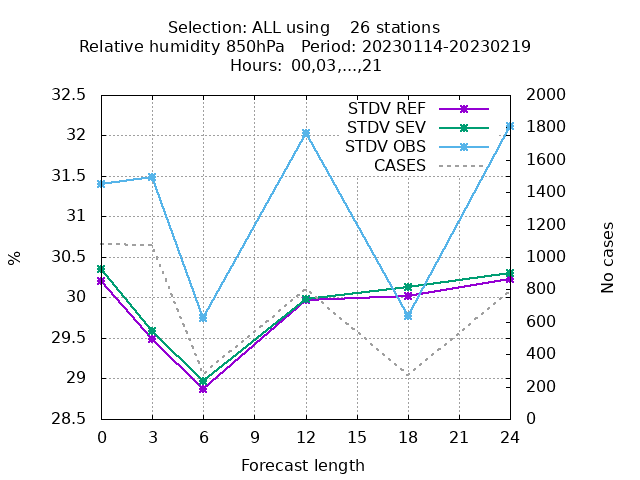 Selection: ALL using    26 stations
Relative humidity 850hPa   Period: 20230114-20230219
Hours:  00,03,...,21
STDV REF
STDV SEV
STDV OBS
CASES
32.5
32
31.5
31
30.5
30
29.5
29
28.5
%
2000
1800
1600
1400
1200
1000
800
600
400
200
0
No cases
0 3 6 9 12 15 18 21 24
Forecast length